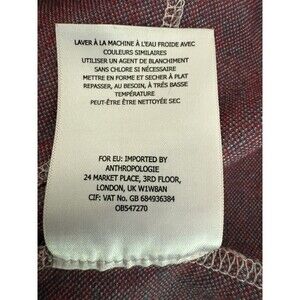 LAVER À LA MACHINE À L'EAU FROIDE AVEC
COULEURS SIMILAIRES
UTILISER UN AGENT DE BLANCHIMENT
SANS CHLORE SI NÉCESSAIRE
METTRE EN FORME ET SECHER À PLAT
REPASSER, AU BESOIN, À TRÉS BASSE
TEMPÉRATURE
PEUT-ÊTRE ÊTRE NETTOYÉE SEC
FOR EU: IMPORTED BY
ANTHROPOLOGIE
24 MARKET PLACE, 3RD FLOOR,
LONDON, UK W1W8AN
CIF: VAT No. GB 684936384
OB547270